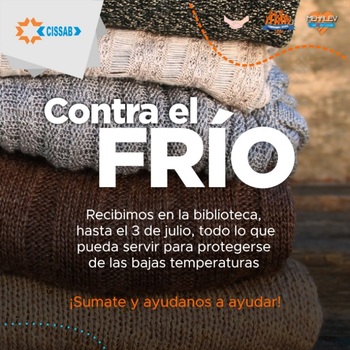 CISSAB
Contra el
FRÍO
Recibimos en la biblioteca,
hasta el 3 de julio, todo lo que
pueda servir para protegerse
de las bajas temperaturas
¡Sumate y ayudanos a ayudar!